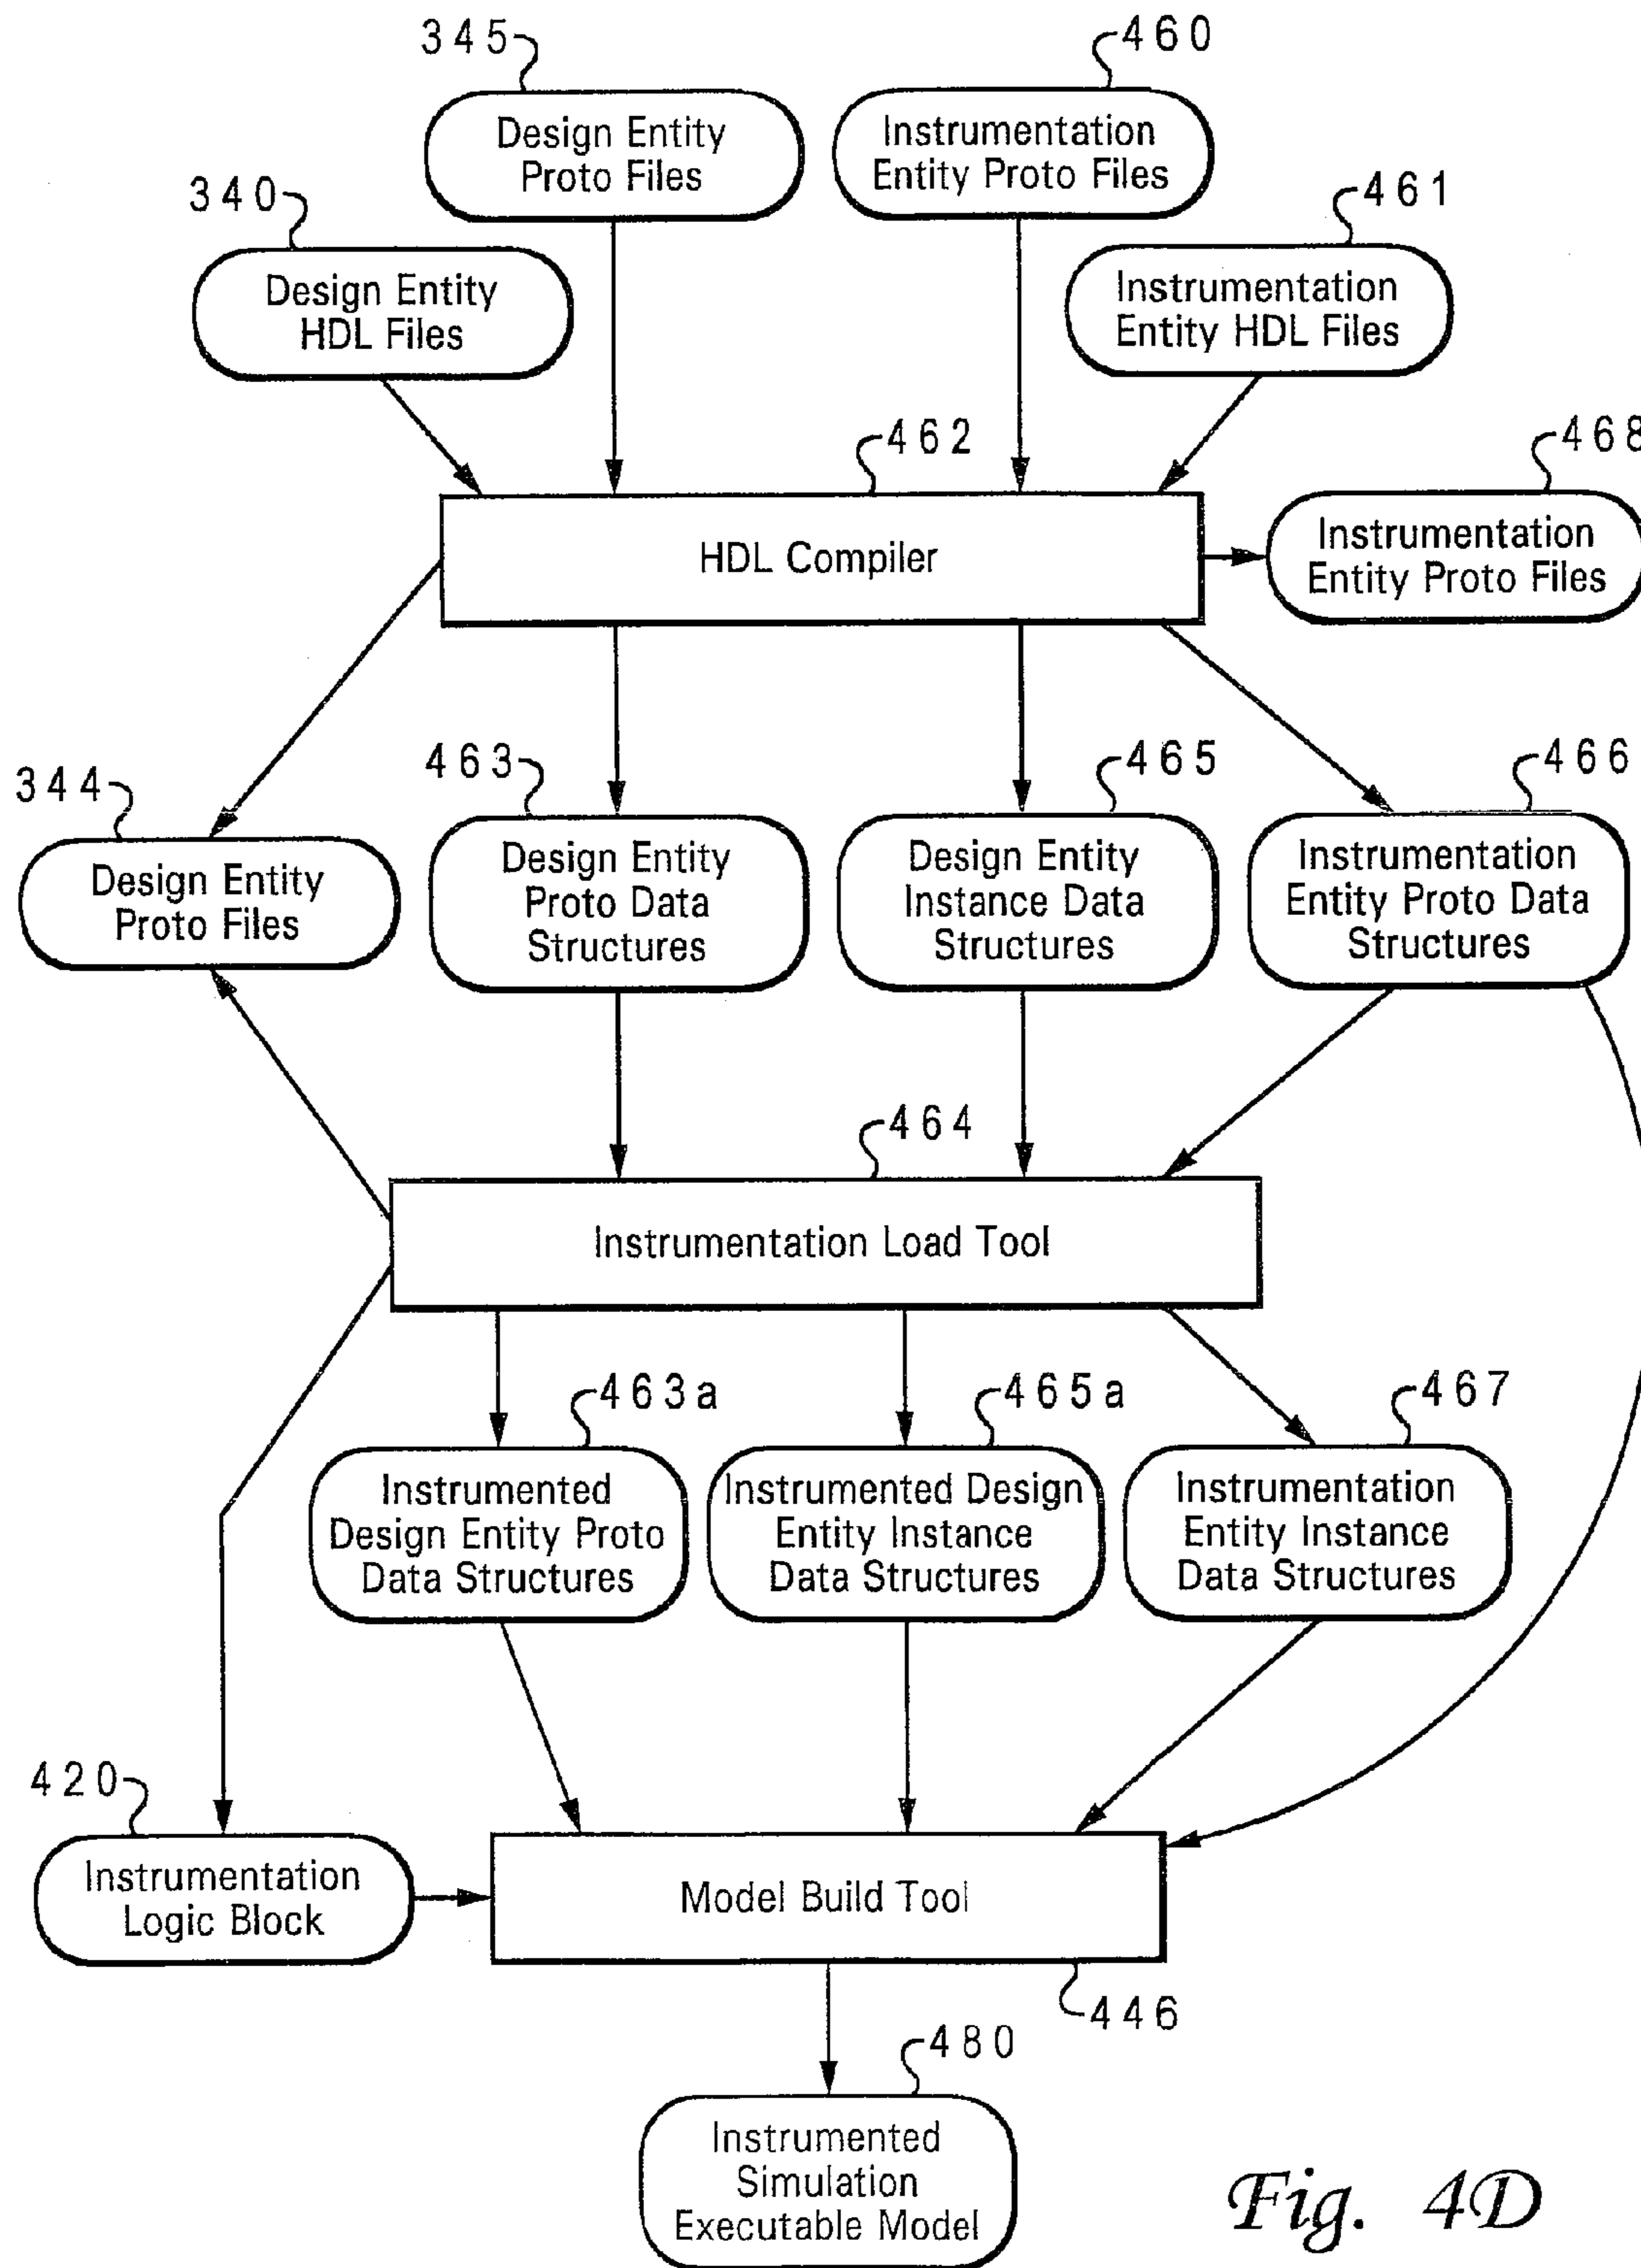 345
460
Design Entity
Proto Files
Instrumentation
Entity Proto Files
340
461
Design Entity
HDL Files
Instrumentation
Entity HDL Files
462
468
HDL Compiler
Instrumentation
Entity Proto Files
344
463
465
466
Design Entity
Proto Files
Design Entity
Proto Data
Structures
Design Entity
Instance Data
Structures
Instrumentation
Entity Proto Data
Structures
464
Instrumentation Load Tool
463a
465a
467
Instrumented
Design Entity Proto
Data Structures
Instrumented Design
Entity Instance
Data Structures
Instrumentation
Entity Instance
Data Structures
420
Instrumentation
Logic Block
Model Build Tool
446
480
Instrumented
Simulation
Executable Model
Fig. 4D